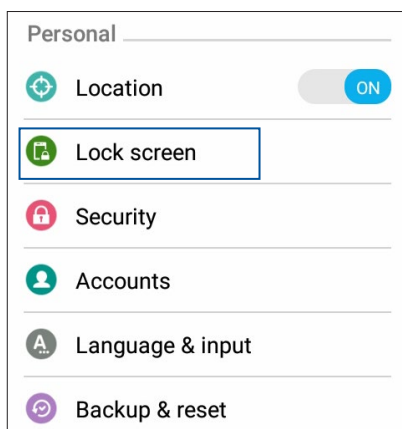 Personal
Location ON
Lock screen
Security
Accounts
A... Language & input
Backup & reset